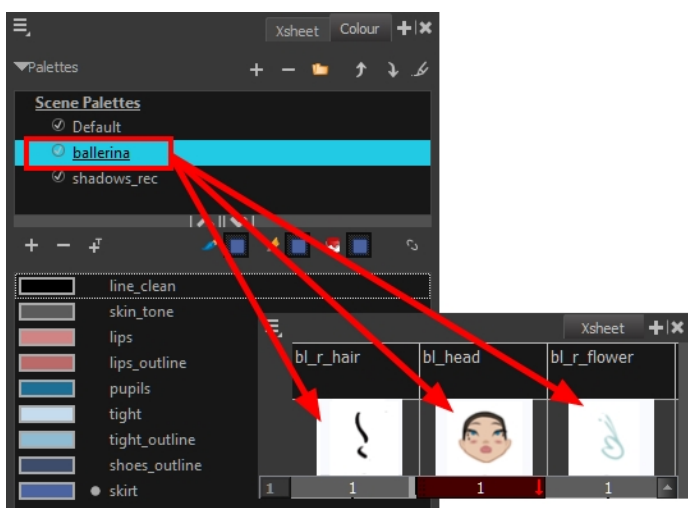 Xsheet Colour
Palettes
Scene Palettes
Default
ballerina
shadows_rec
line_clean
skin_tone
lips
lips_outline
pupils
tight
tight_outline
shoes_outline
skirt
Xsheet
bl_r_hair bl_head bl_r_flower
1 1 1 1